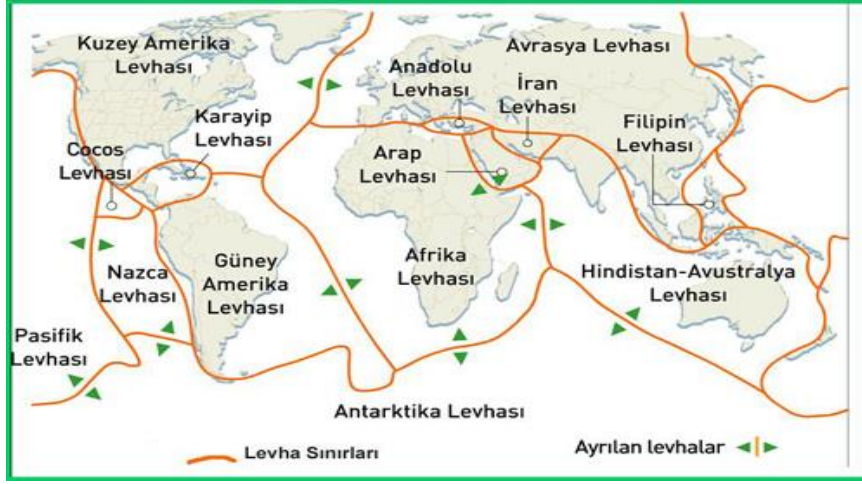 Kuzey Amerika
Levhası
Avrasya Levhası
Anadolu
Levhası
İran
Levhası
Karayip
Levhası
Filipin
Levhası
Cocos
Levhası
Arap
Levhası
Nazca
Levhası
Güney
Amerika
Levhası
Afrika
Levhası
Hindistan-Avustralya
Levhası
Pasifik
Levhası
Antarktika Levhası
Levha Sınırları
Ayrılan levhalar